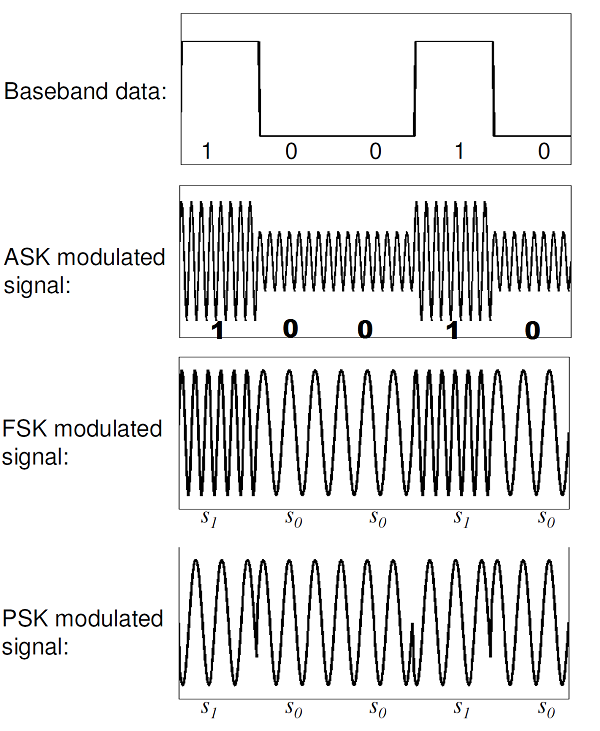 Baseband data:
1 0 0 1 0
ASK modulated
signal:
1 0 0 1 0
FSK modulated
signal:
s1 s0 s0 s1 s0
PSK modulated
signal:
s1 s0 s0 s1 s0